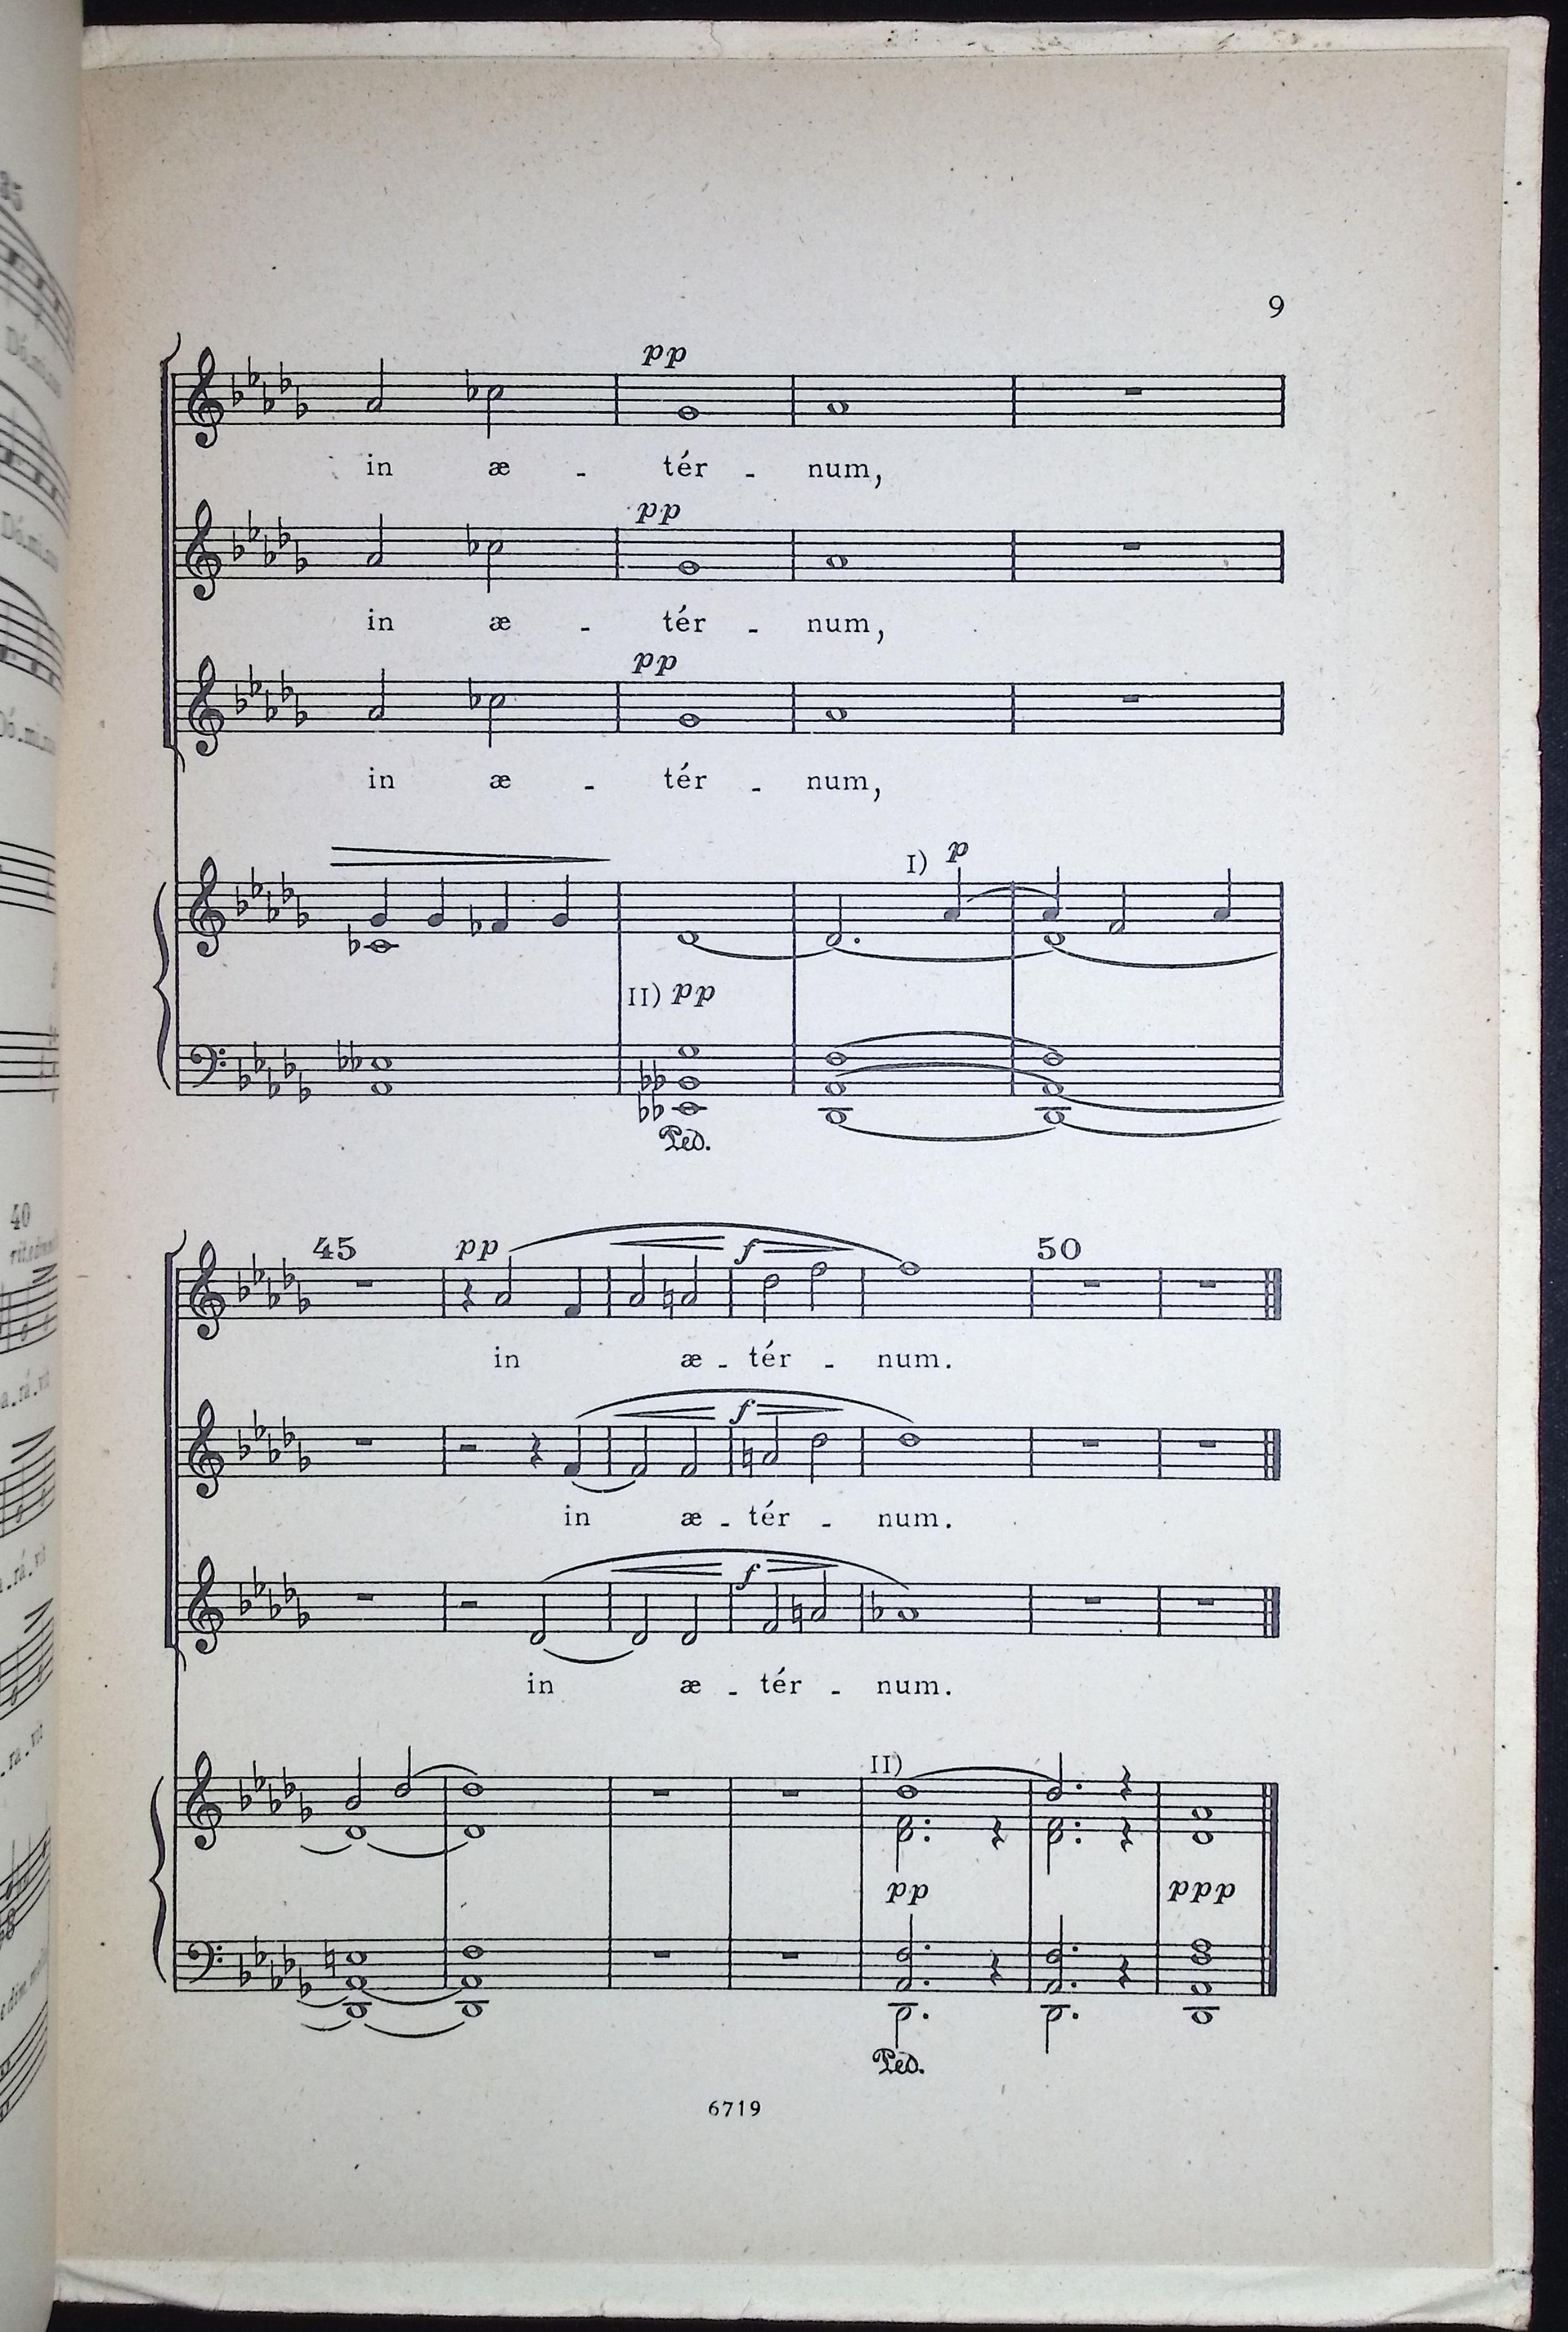 9
pp
in æ - tér - num,
pp
in æ - tér - num,
pp
in æ - tér - num,
I) p
II) pp
Ped.
40
45 pp f 50
in æ - tér - num.
f
in æ - tér - num.
f
in æ - tér - num.
II)
pp ppp
Ped.
6719